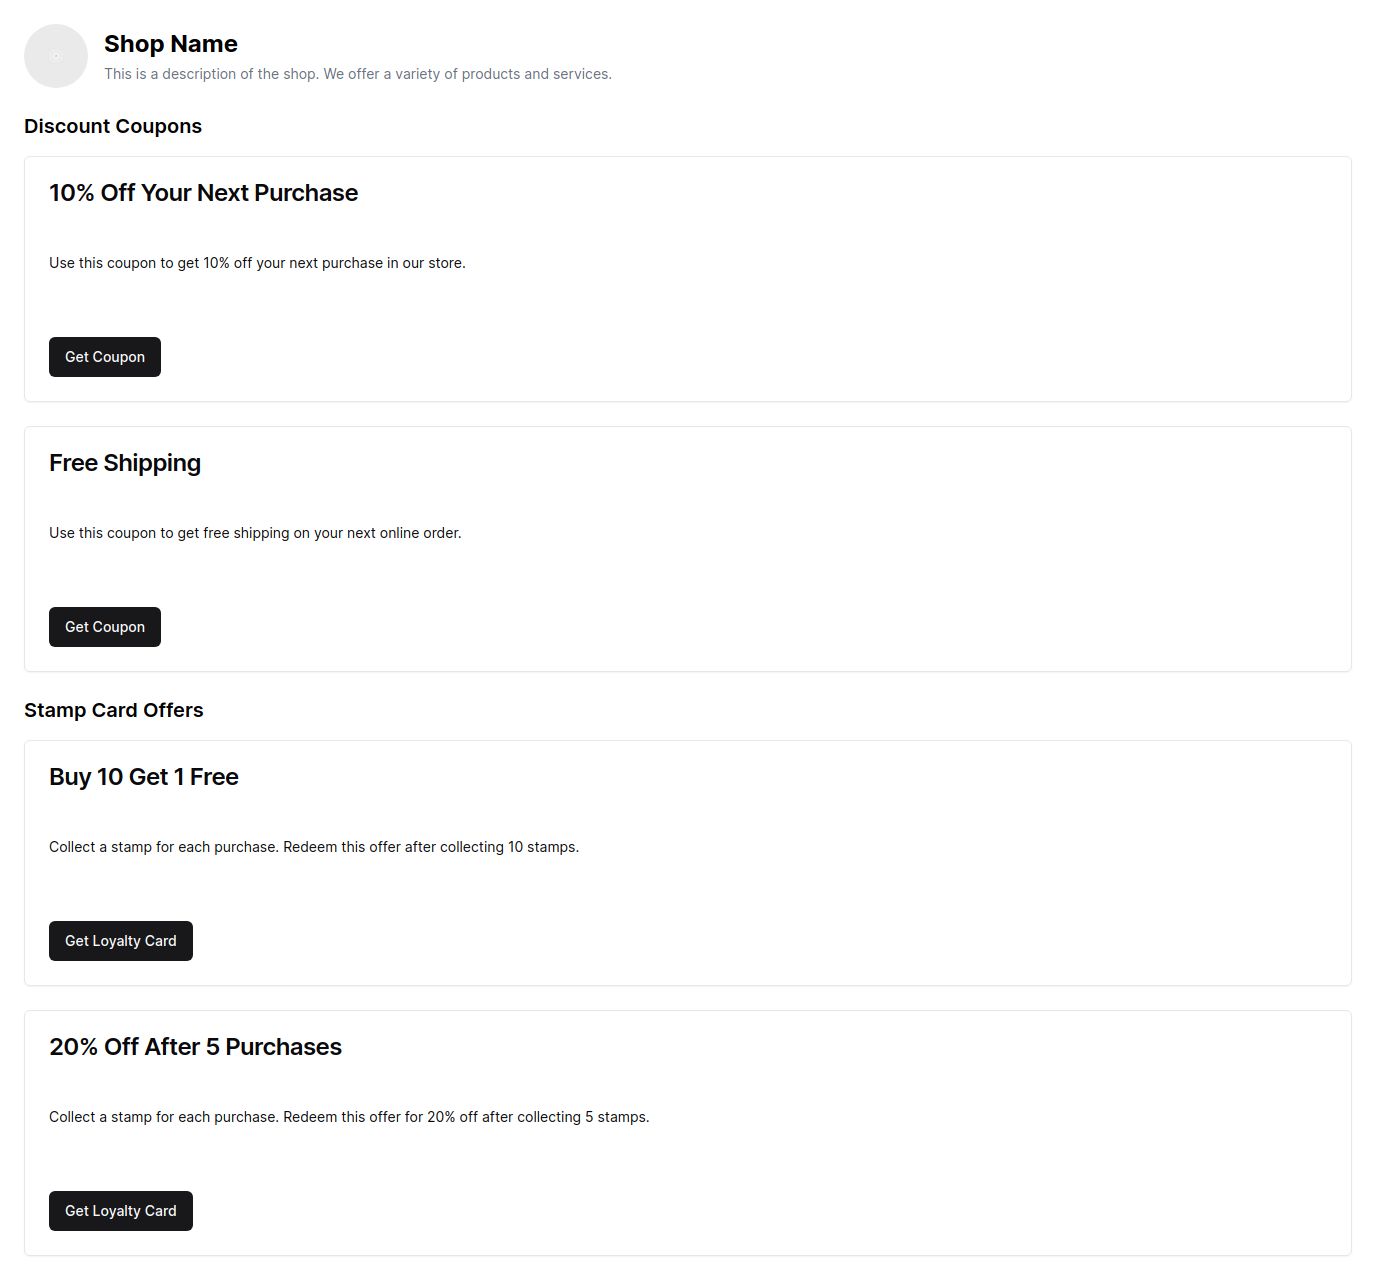 Shop Name
This is a description of the shop. We offer a variety of products and services.
Discount Coupons
10% Off Your Next Purchase
Use this coupon to get 10% off your next purchase in our store.
Get Coupon
Free Shipping
Use this coupon to get free shipping on your next online order.
Get Coupon
Stamp Card Offers
Buy 10 Get 1 Free
Collect a stamp for each purchase. Redeem this offer after collecting 10 stamps.
Get Loyalty Card
20% Off After 5 Purchases
Collect a stamp for each purchase. Redeem this offer for 20% off after collecting 5 stamps.
Get Loyalty Card